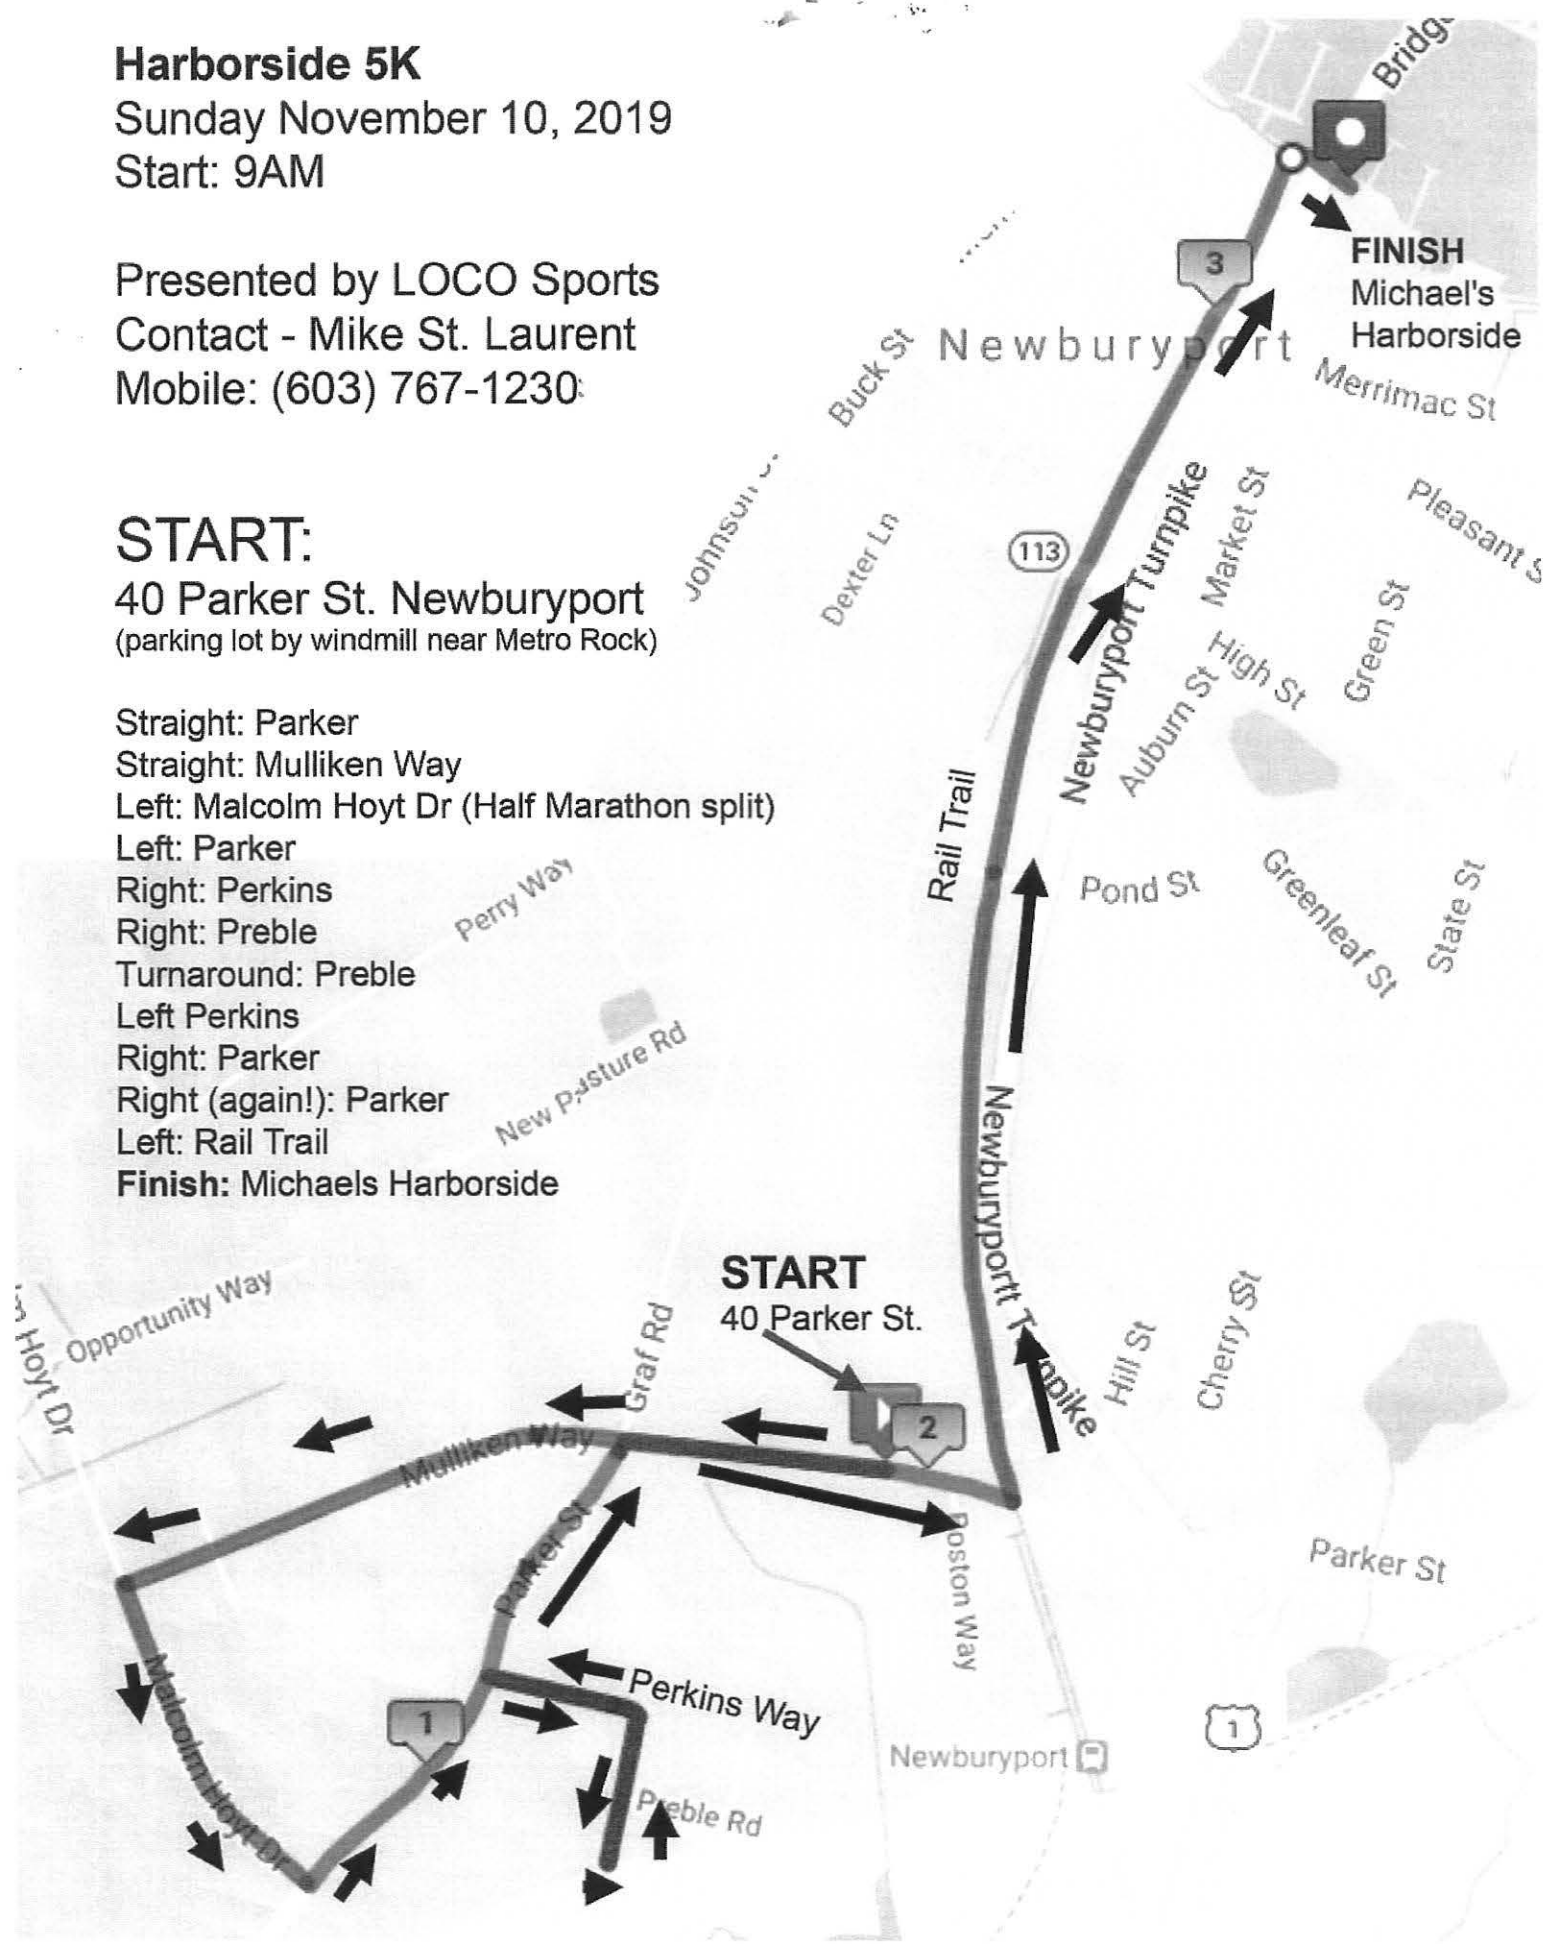 Harborside 5K
Sunday November 10, 2019
Start: 9AM
Presented by LOCO Sports
Contact - Mike St. Laurent
Mobile: (603) 767-1230
START:
40 Parker St. Newburyport
(parking lot by windmill near Metro Rock)
Straight: Parker
Straight: Mulliken Way
Left: Malcolm Hoyt Dr (Half Marathon split)
Left: Parker
Right: Perkins
Right: Preble
Turnaround: Preble
Left Perkins
Right: Parker
Right (again!): Parker
Left: Rail Trail
Finish: Michaels Harborside
3
FINISH
Michael's
Harborside
Newburyport
Merrimac St
Buck St
Dexter Ln
113
Newburyport Turnpike
Market St
Pleasant S
High St
Green St
Auburn St
Rail Trail
Pond St
Greenleaf St
State St
Perry Way
New Pasture Rd
Newburyportt Turnpike
START
40 Parker St.
Opportunity Way
Hoyt Dr
Graf Rd
Hill St
Cherry St
2
Mulliken Way
Parker St
Parker St
Perkins Way
1
Malcolm Hoyt Dr
Preble Rd
Newburyport
1